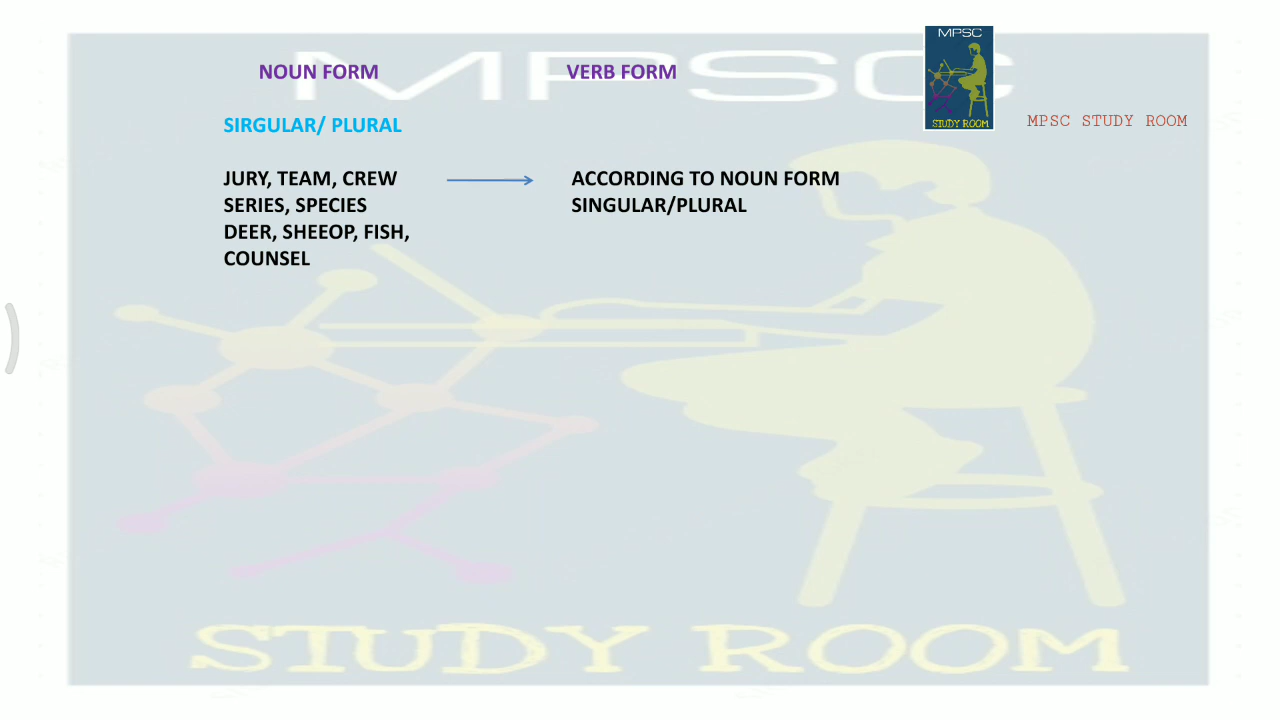 MPSC
NOUN FORM
VERB FORM
MPSC
STUDY ROOM
MPSC STUDY ROOM
SIRGULAR/ PLURAL
JURY, TEAM, CREW
SERIES, SPECIES
DEER, SHEEOP, FISH,
COUNSEL
ACCORDING TO NOUN FORM
SINGULAR/PLURAL
STUDY ROOM